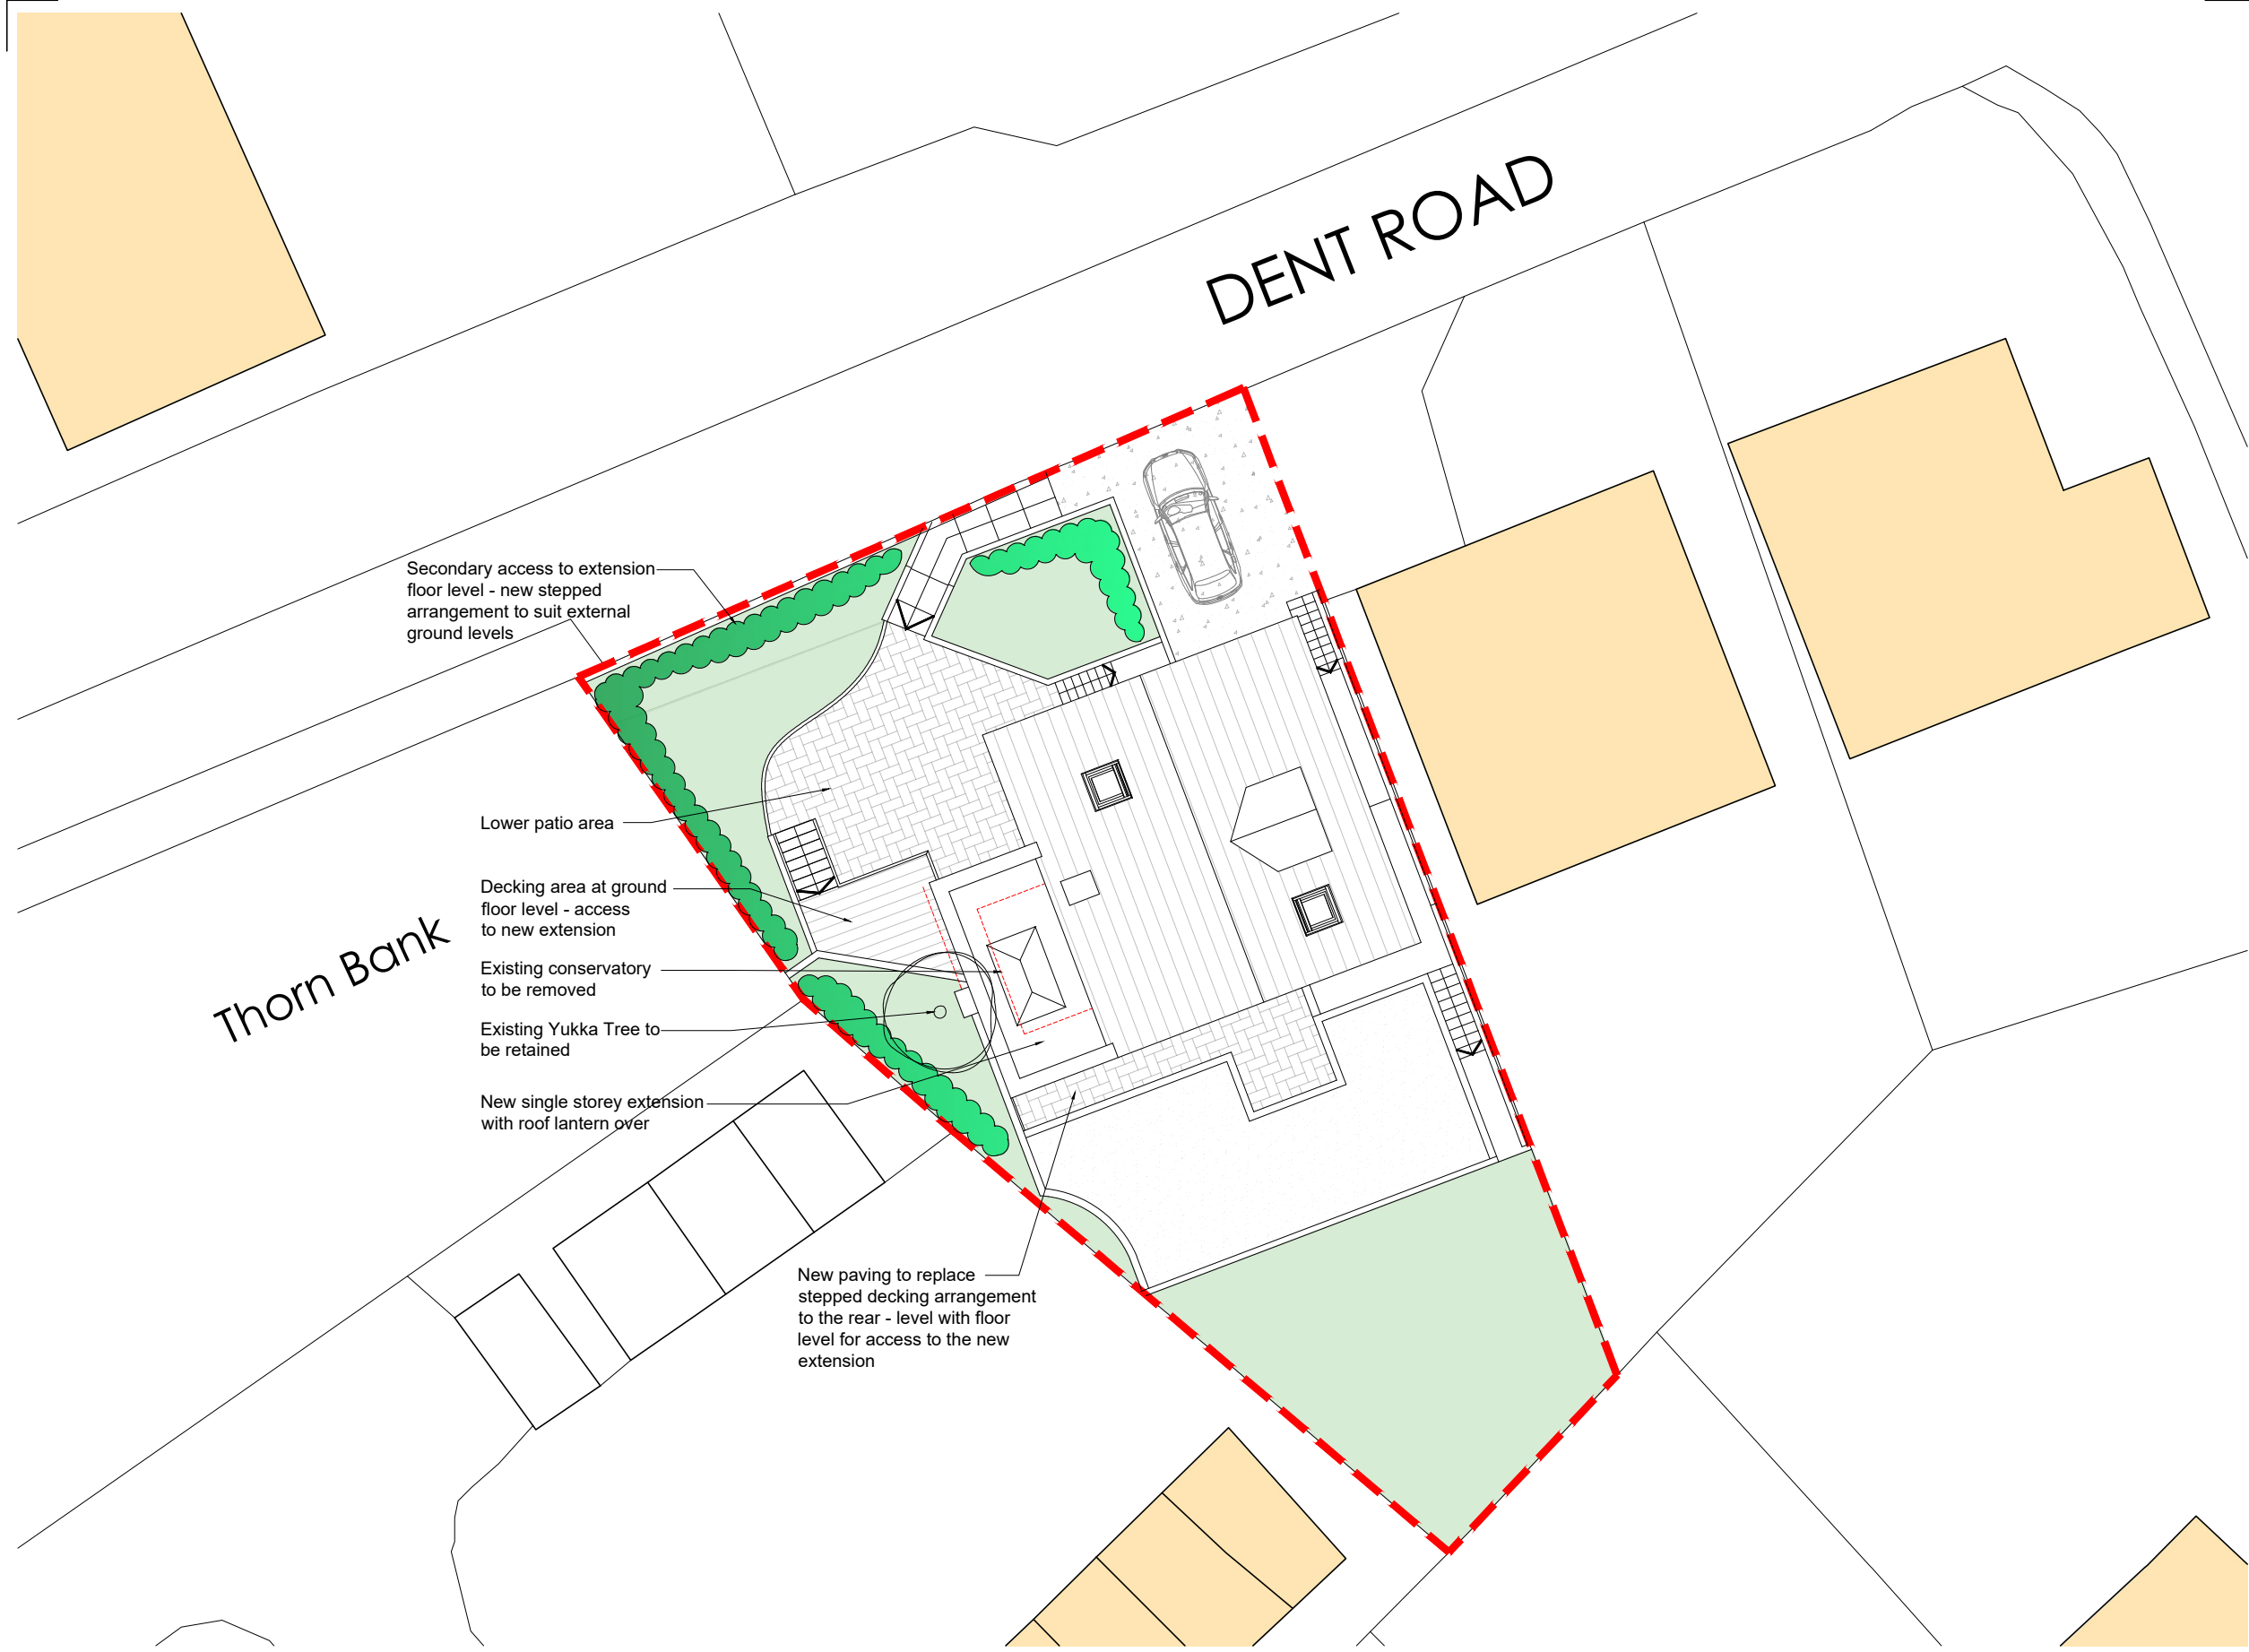 DENT ROAD
Secondary access to extension
floor level - new stepped
arrangement to suit external
ground levels
Lower patio area
Decking area at ground
floor level - access
to new extension
Thorn Bank
Existing conservatory
to be removed
Existing Yukka Tree to
be retained
New single storey extension
with roof lantern over
New paving to replace
stepped decking arrangement
to the rear - level with floor
level for access to the new
extension